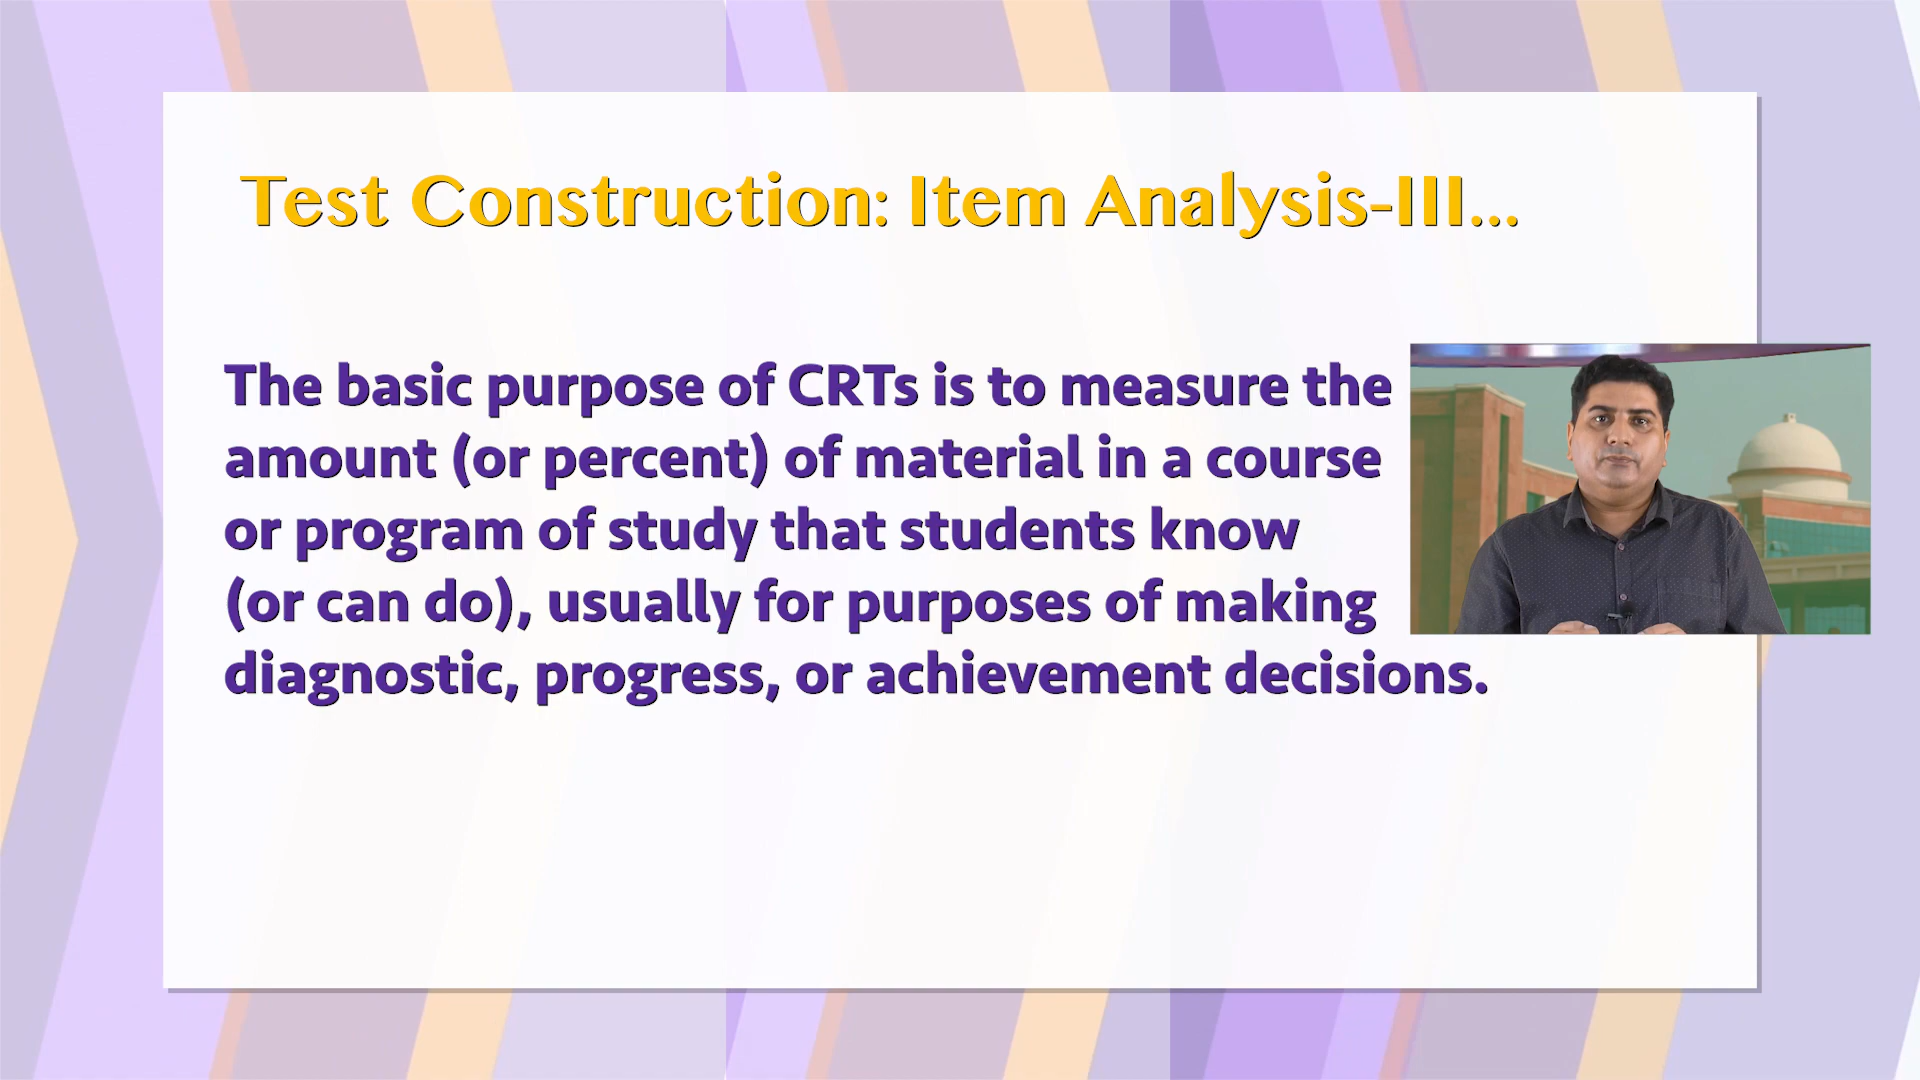 Test Construction: Item Analysis-III...
The basic purpose of CRTs is to measure the
amount (or percent) of material in a course
or program of study that students know
(or can do), usually for purposes of making
diagnostic, progress, or achievement decisions.